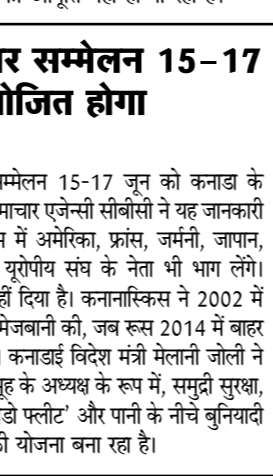 र सम्मेलन 15-17
ोजित होगा
म्मेलन 15-17 जून को कनाडा के
माचार एजेन्सी सीबीसी ने यह जानकारी
में अमेरिका, फ्रांस, जर्मनी, जापान,
यूरोपीय संघ के नेता भी भाग लेंगे।
हीं दिया है। कनानास्किस ने 2002 में
मेजबानी की, जब रूस 2014 में बाहर
कनाडाई विदेश मंत्री मेलानी जोली ने
मूह के अध्यक्ष के रूप में, समुद्री सुरक्षा,
डो फ्लीट' और पानी के नीचे बुनियादी
की योजना बना रहा है।